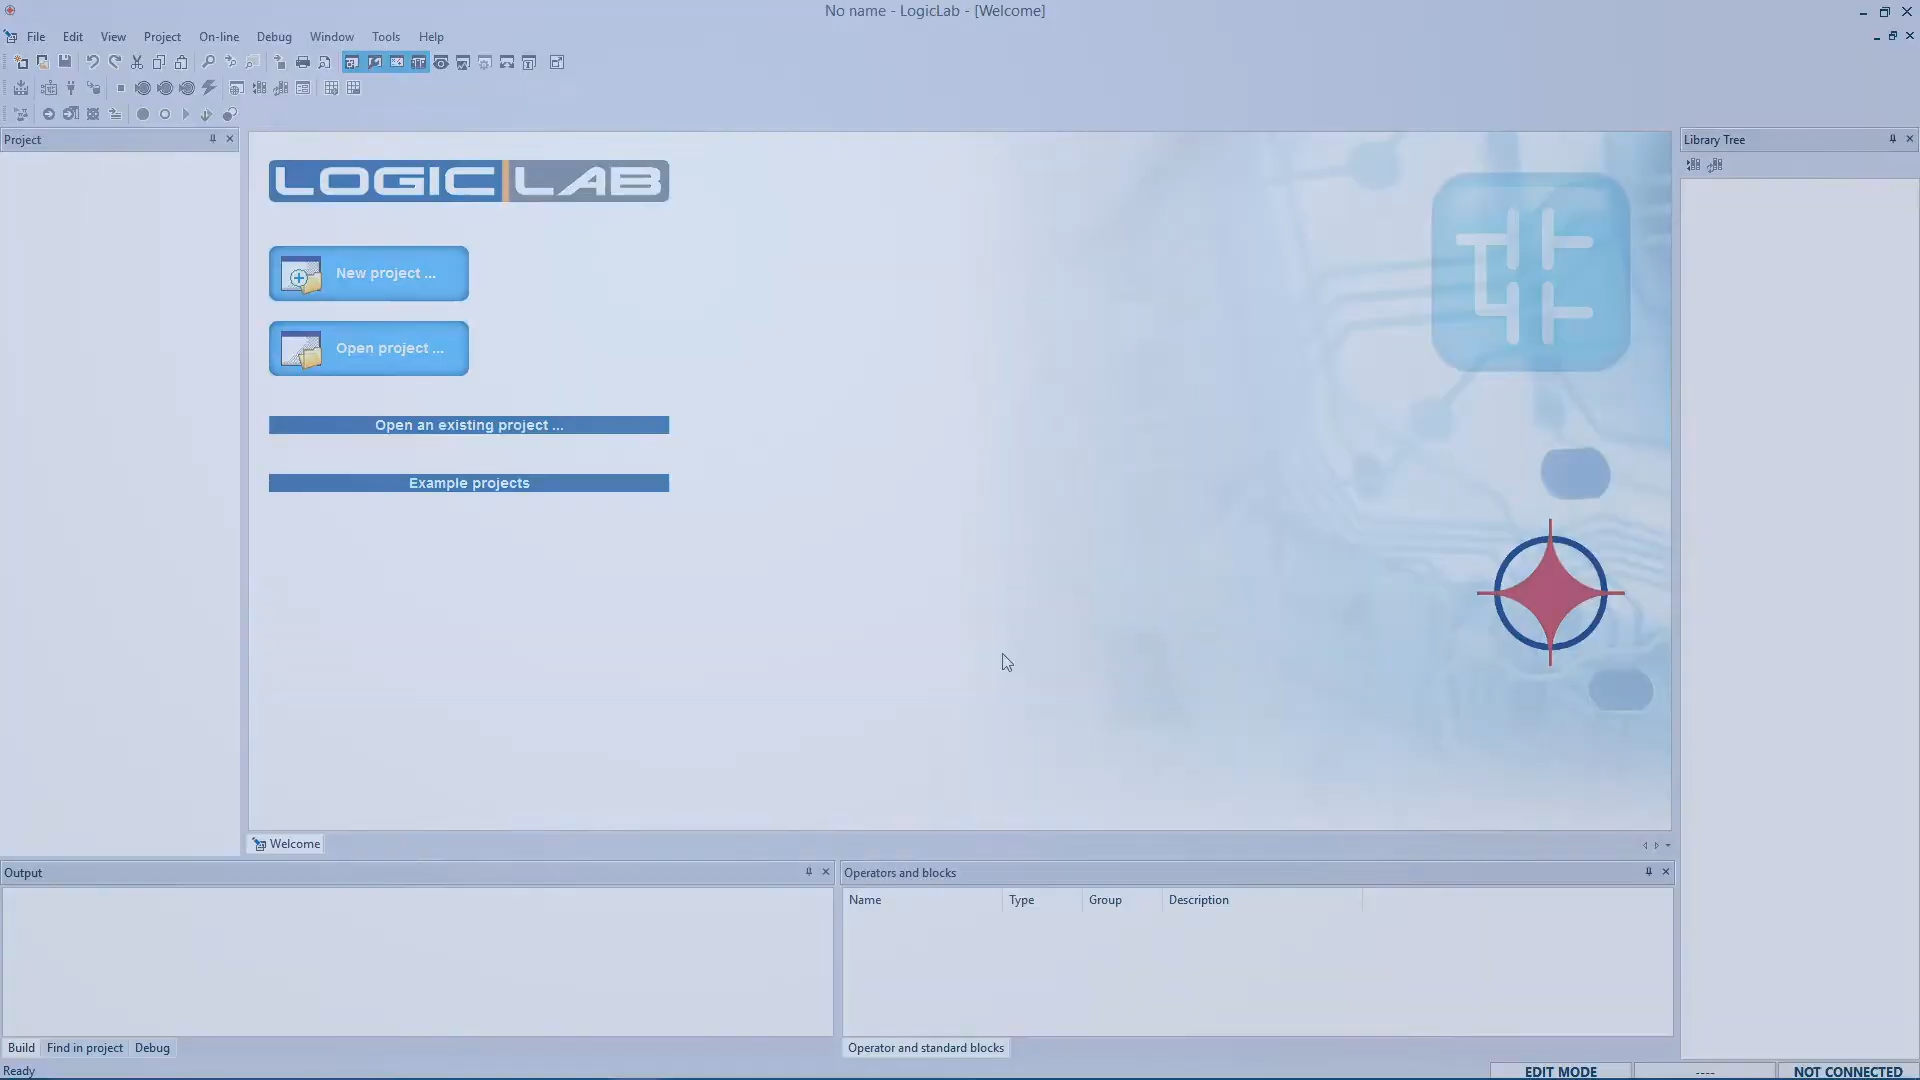 No name - LogicLab - [Welcome]
File Edit View Project On-line Debug Window Tools Help
Project
Library Tree
LOGIC LAB
New project ...
Open project ...
Open an existing project ...
Example projects
Welcome
Output
Operators and blocks
Name Type Group Description
Build Find in project Debug
Operator and standard blocks
Ready
EDIT MODE ---- NOT CONNECTED